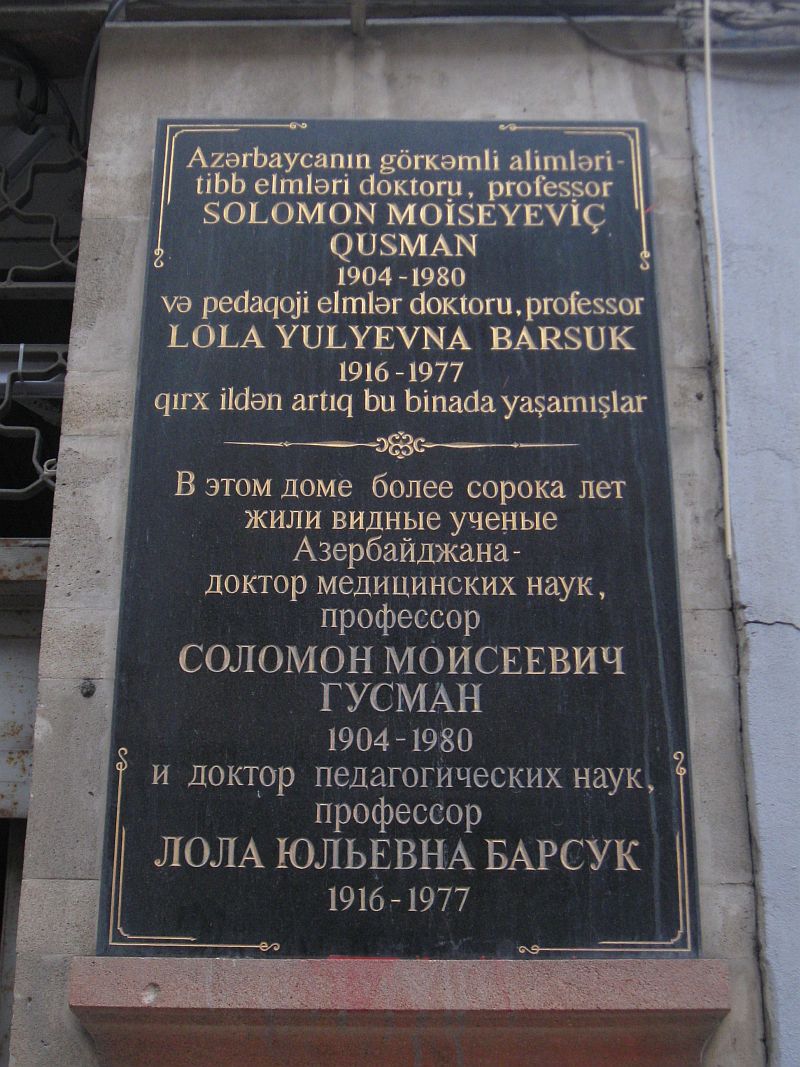 Azərbaycanın görkəmli alimləri-
tibb elmləri doktoru, professor
SOLOMON MOİSEYEVİÇ
QUSMAN
1904-1980
və pedaqoji elmlər doktoru, professor
LOLA YULYEVNA BARSUK
1916-1977
qırx ildən artıq bu binada yaşamışlar
В этом доме более сорока лет
жили видные ученые
Азербайджана-
доктор медицинских наук,
профессор
СОЛОМОН МОИСЕЕВИЧ
ГУСМАН
1904-1980
и доктор педагогических наук,
профессор
ЛОЛА ЮЛЬЕВНА БАРСУК
1916-1977